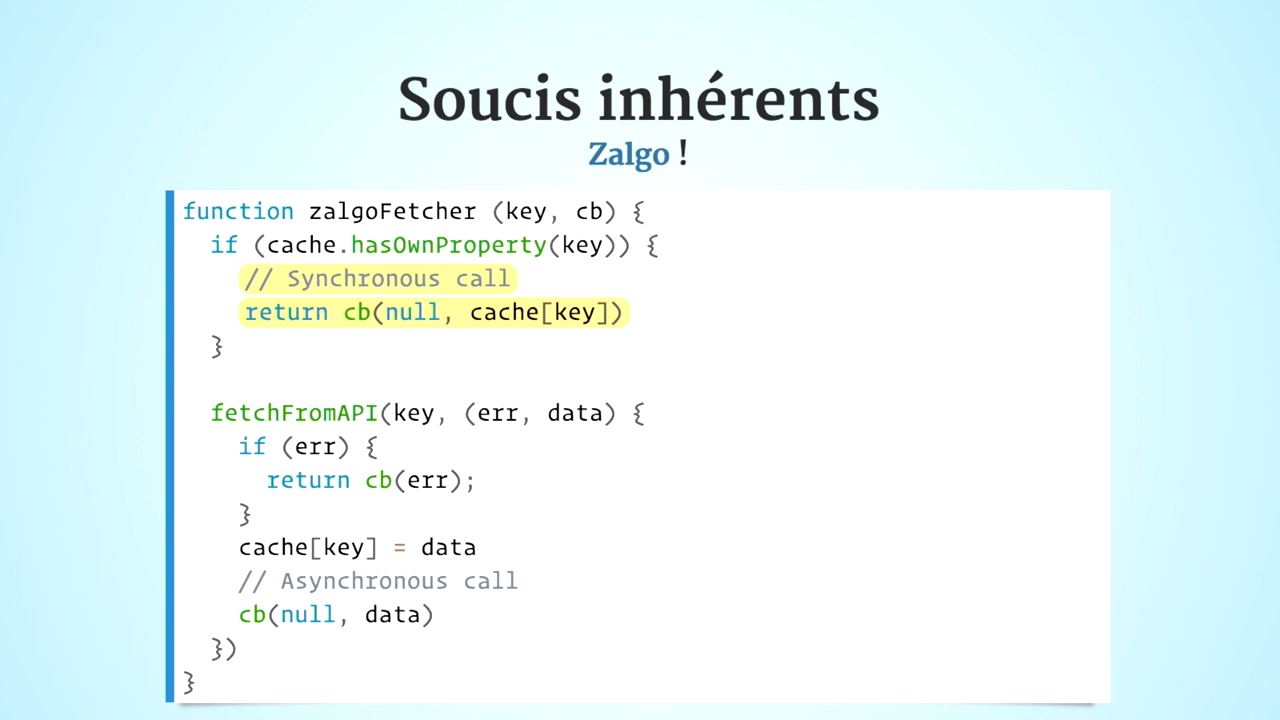 Soucis inhérents
Zalgo !
function zalgoFetcher (key, cb) {
  if (cache.hasOwnProperty(key)) {
    // Synchronous call
    return cb(null, cache[key])
  }

  fetchFromAPI(key, (err, data) {
    if (err) {
      return cb(err);
    }
    cache[key] = data
    // Asynchronous call
    cb(null, data)
  })
}